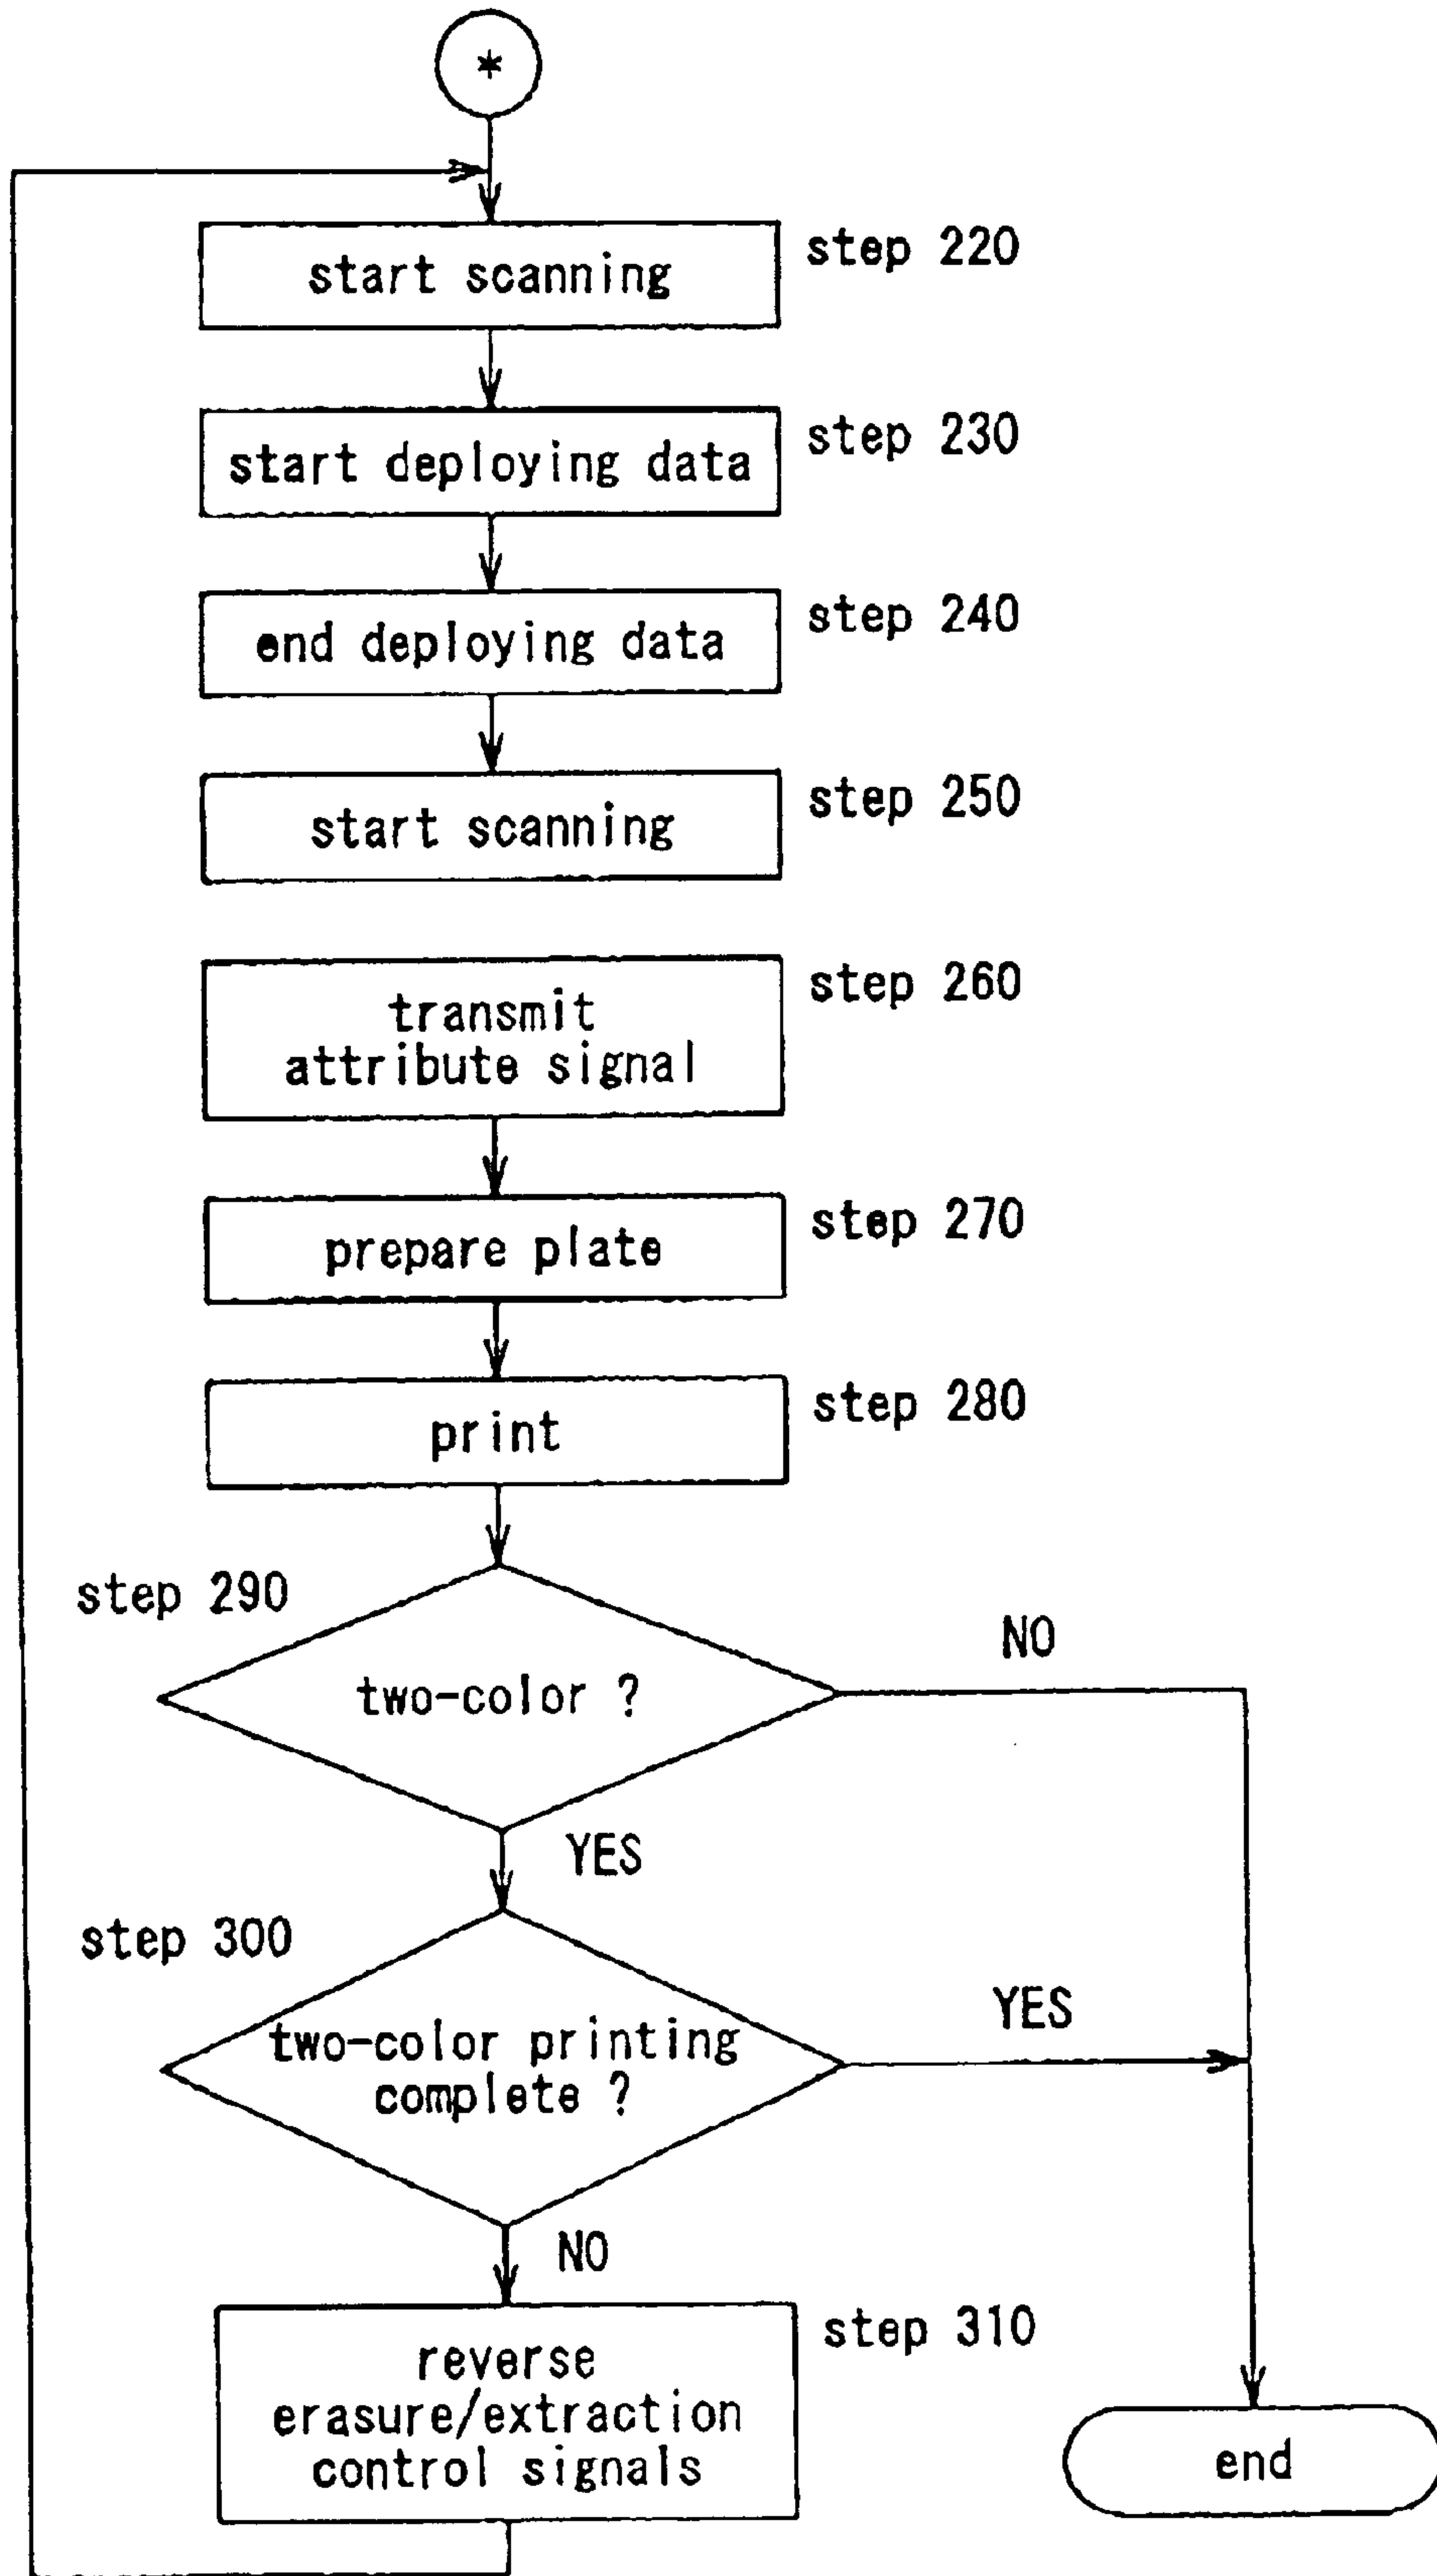 *
start scanning
step 220
start deploying data
step 230
end deploying data
step 240
start scanning
step 250
transmit
attribute signal
step 260
prepare plate
step 270
print
step 280
step 290
two-color ?
NO
YES
step 300
two-color printing
complete ?
YES
NO
reverse
erasure/extraction
control signals
step 310
end